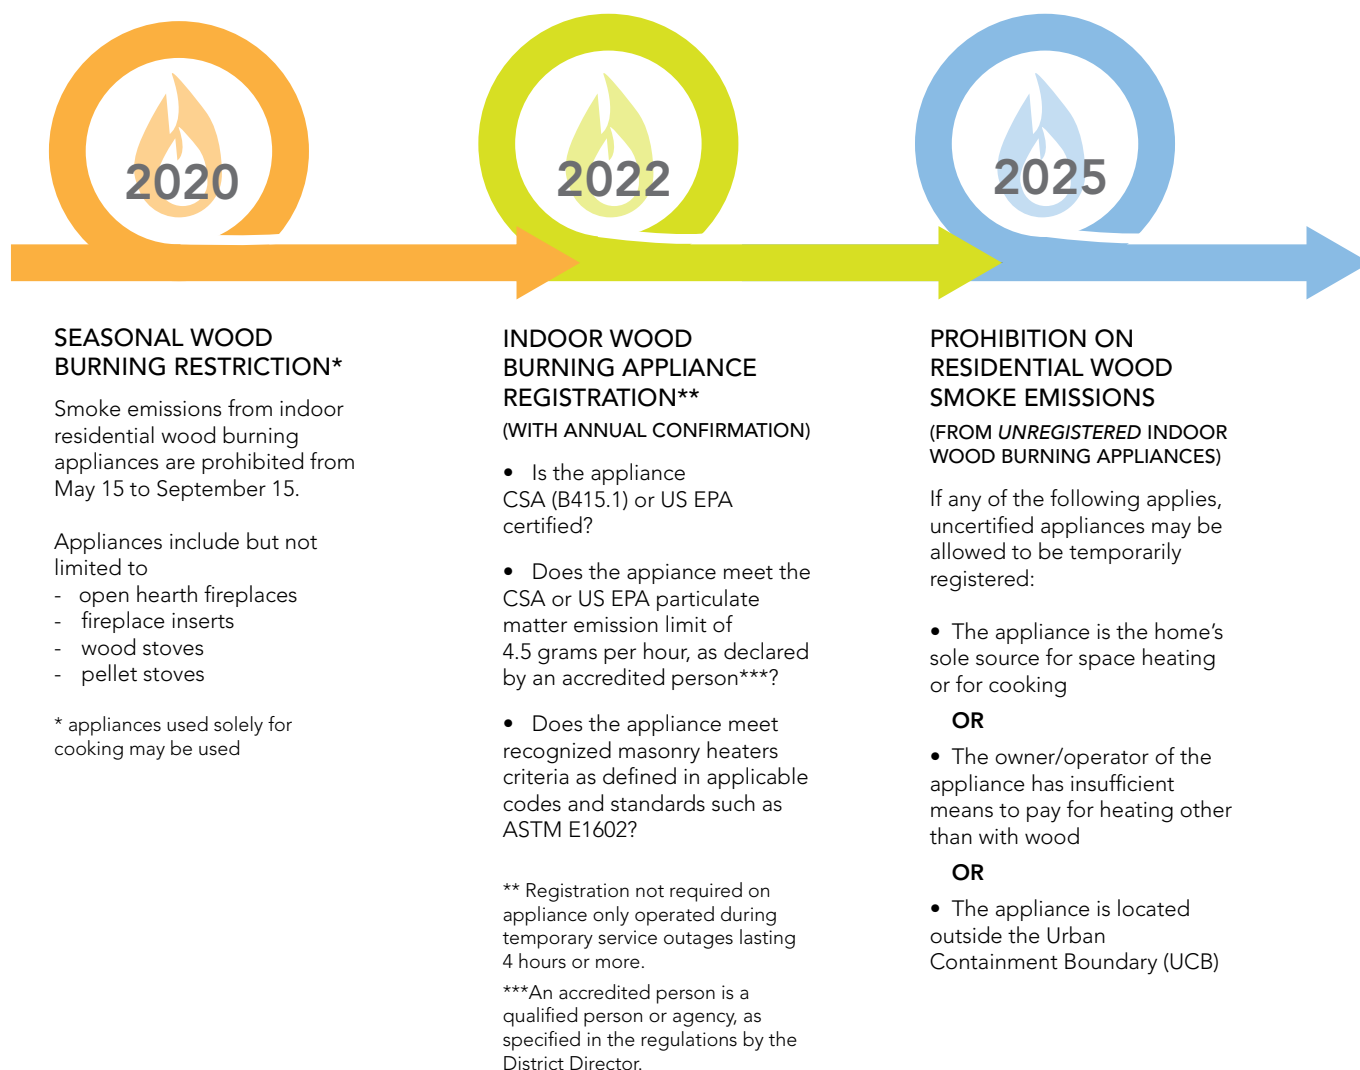 2020
2022
2025
SEASONAL WOOD
BURNING RESTRICTION*
Smoke emissions from indoor
residential wood burning
appliances are prohibited from
May 15 to September 15.
Appliances include but not
limited to
- open hearth fireplaces
- fireplace inserts
- wood stoves
- pellet stoves
* appliances used solely for
cooking may be used
INDOOR WOOD
BURNING APPLIANCE
REGISTRATION**
(WITH ANNUAL CONFIRMATION)
• Is the appliance
CSA (B415.1) or US EPA
certified?
• Does the appiance meet the
CSA or US EPA particulate
matter emission limit of
4.5 grams per hour, as declared
by an accredited person***?
• Does the appliance meet
recognized masonry heaters
criteria as defined in applicable
codes and standards such as
ASTM E1602?
** Registration not required on
appliance only operated during
temporary service outages lasting
4 hours or more.
***An accredited person is a
qualified person or agency, as
specified in the regulations by the
District Director.
PROHIBITION ON
RESIDENTIAL WOOD
SMOKE EMISSIONS
(FROM UNREGISTERED INDOOR
WOOD BURNING APPLIANCES)
If any of the following applies,
uncertified appliances may be
allowed to be temporarily
registered:
• The appliance is the home’s
sole source for space heating
or for cooking
OR
• The owner/operator of the
appliance has insufficient
means to pay for heating other
than with wood
OR
• The appliance is located
outside the Urban
Containment Boundary (UCB)